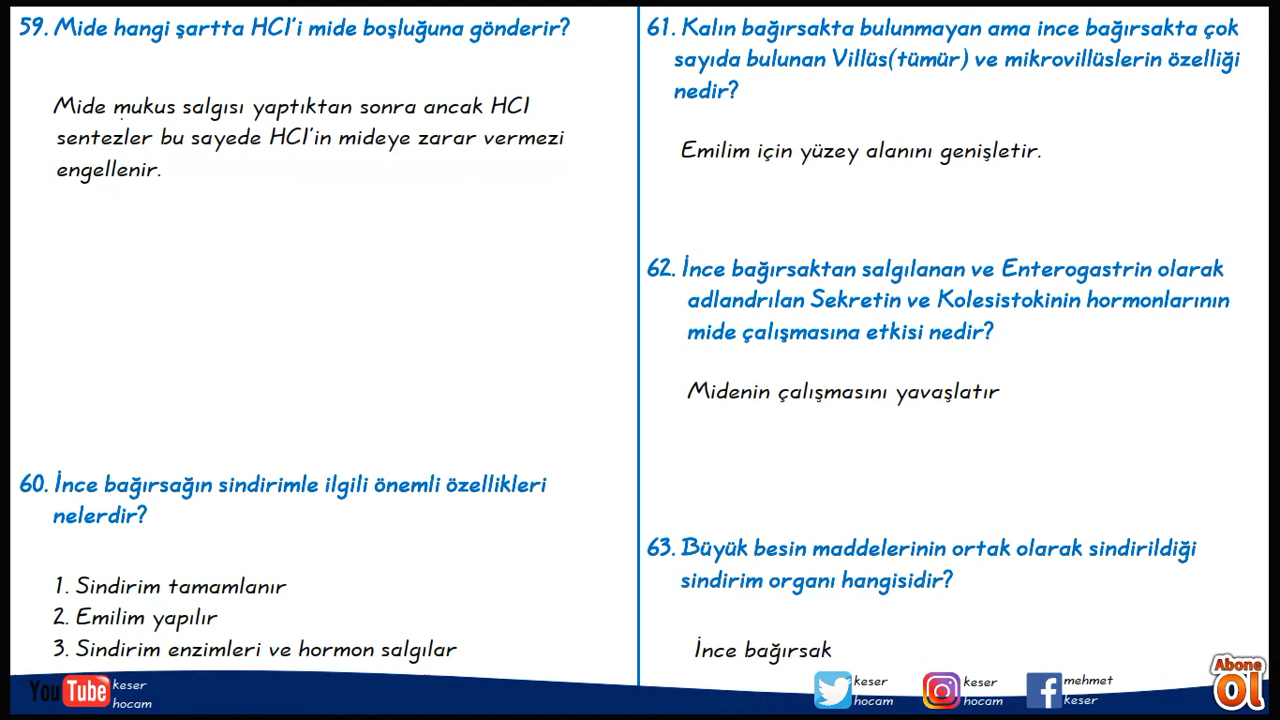 59. Mide hangi şartta HCl'i mide boşluğuna gönderir?
Mide mukus salgısı yaptıktan sonra ancak HCl
sentezler bu sayede HCl'in mideye zarar vermezi
engellenir.
60. İnce bağırsağın sindirimle ilgili önemli özellikleri
nelerdir?
1. Sindirim tamamlanır
2. Emilim yapılır
3. Sindirim enzimleri ve hormon salgılar
61. Kalın bağırsakta bulunmayan ama ince bağırsakta çok
sayıda bulunan Villüs(tümür) ve mikrovillüslerin özelliği
nedir?
Emilim için yüzey alanını genişletir.
62. İnce bağırsaktan salgılanan ve Enterogastrin olarak
adlandrılan Sekretin ve Kolesistokinin hormonlarının
mide çalışmasına etkisi nedir?
Midenin çalışmasını yavaşlatır
63. Büyük besin maddelerinin ortak olarak sindirildiği
sindirim organı hangisidir?
İnce bağırsak
YouTube keser
hocam
keser
hocam
keser
hocam
mehmet
keser
Abone
ol